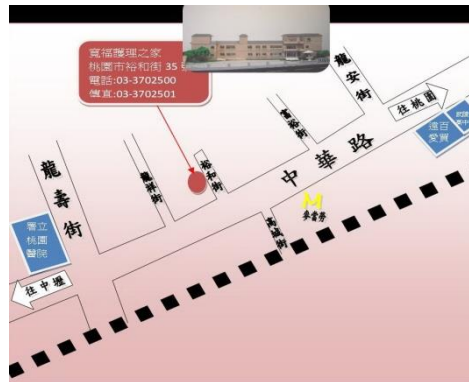 寬福護理之家
桃園市裕和街 35 號
電話:03-3702500
傳真:03-3702501
龍安街
往桃園
富裕街
遠百
愛買
中華路
裕和街
龍祥街
龍壽街
M
麥當勞
高城街
署立
桃園
醫院
往中壢